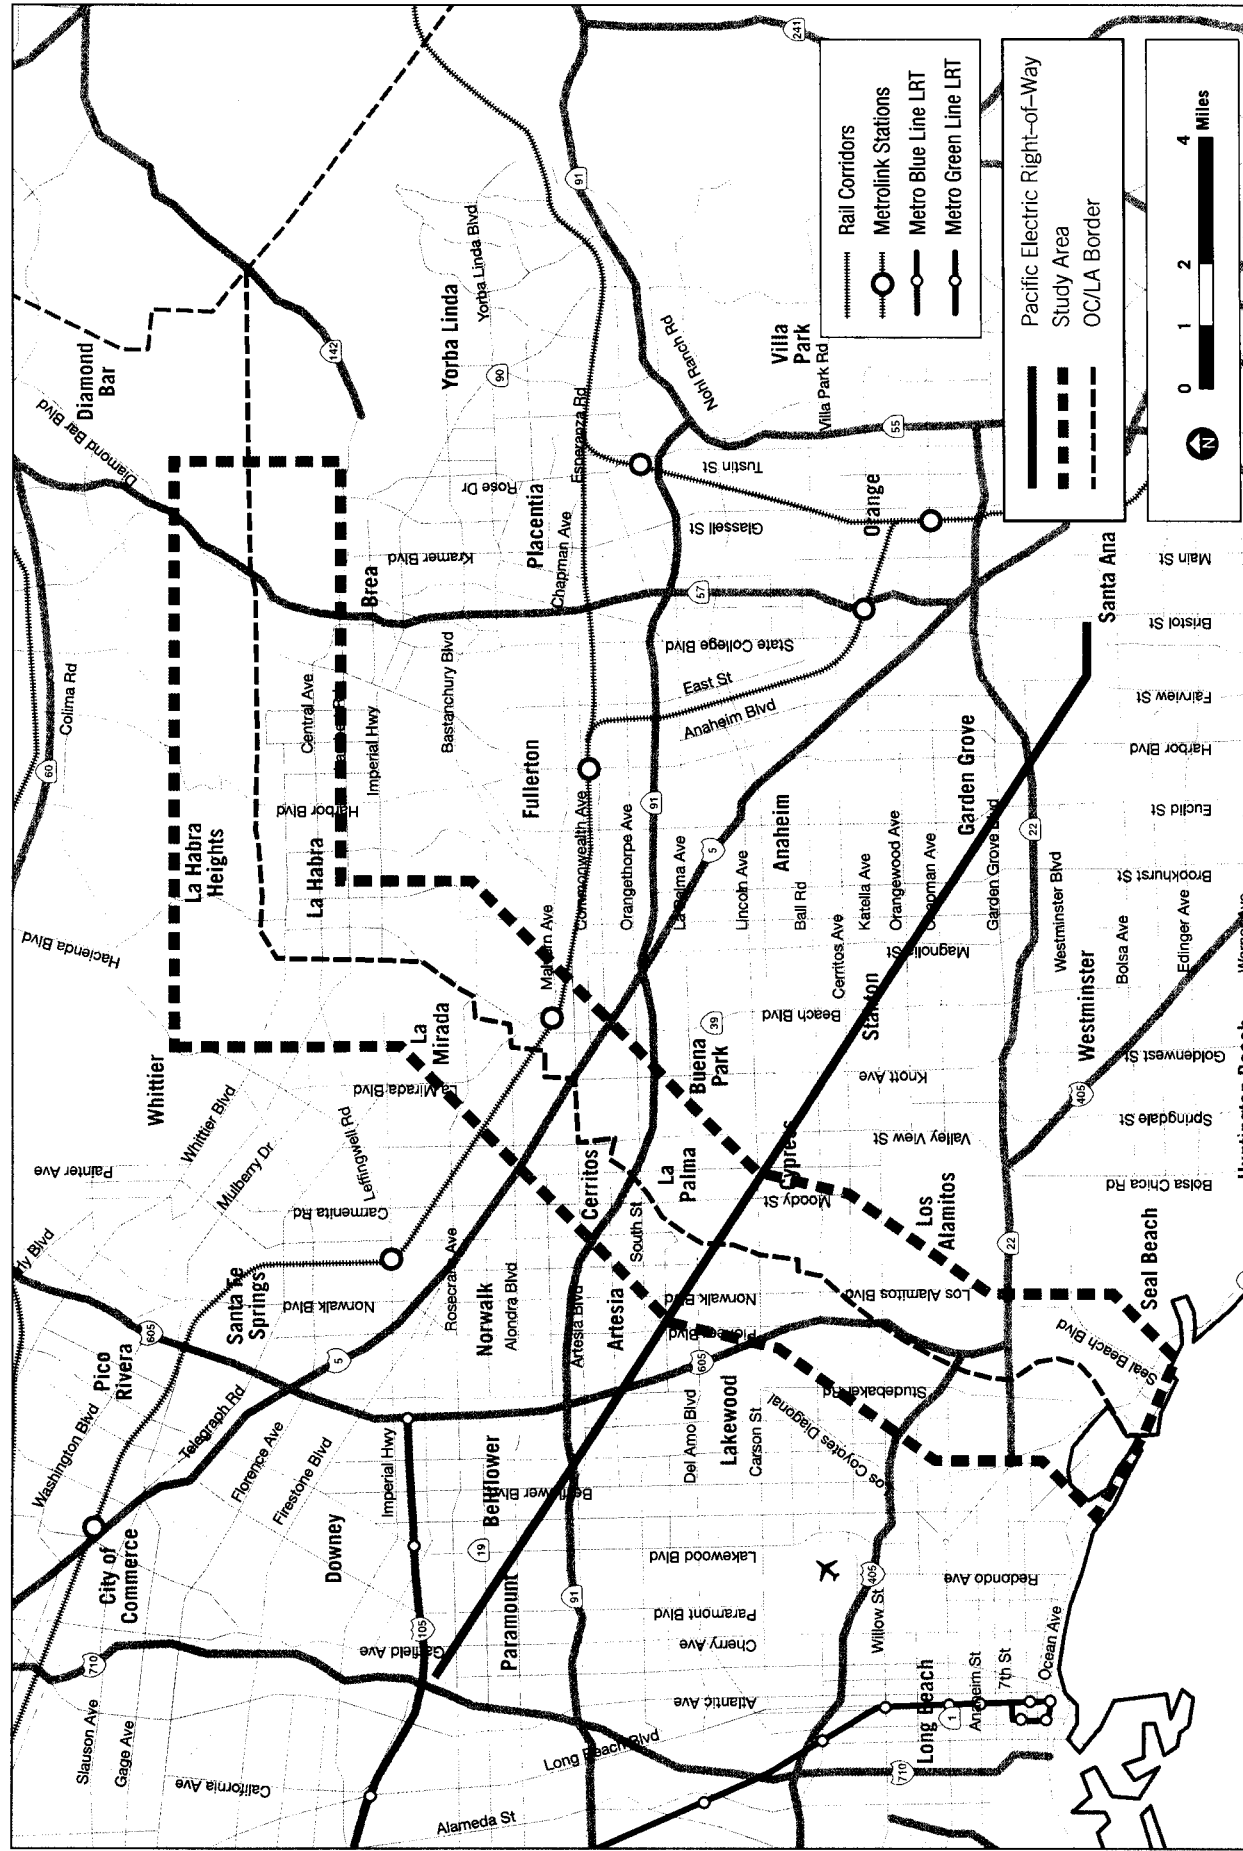 Slauson Ave
Gage Ave
California Ave
710
City of
Commerce
Washington Blvd
Telegraph Rd
Florence Ave
Firestone Blvd
Downey
Pico
Rivera
605
5
Santa Fe
Springs
Norwalk Blvd
Carmenita Rd
Leffingwell Rd
Mulberry Dr
Whittier Blvd
Painter Ave
Whittier
Hacienda Blvd
La Habra
Heights
La Habra
Harbor Blvd
Central Ave
Imperial Hwy
Colima Rd
60
Diamond Bar Blvd
Diamond
Bar
142
241
Brea
Kramer Blvd
Rose Dr
Bastanchury Blvd
Yorba Linda
Yorba Linda Blvd
90
91
Placentia
Chapman Ave
Esperanza Rd
Nohl Ranch Rd
Fullerton
Commonwealth Ave
Malvern Ave
La
Mirada
La Mirada Blvd
Imperial Hwy
105
Garfield Ave
Paramount
19
Bellflower
Bellflower Blvd
Norwalk
Rosecrans Ave
Alondra Blvd
Artesia Blvd
Artesia
Cerritos
South St
La
Palma
Buena
Park
39
Orangethorpe Ave
La Palma Ave
Lincoln Ave
Ball Rd
Cerritos Ave
Katella Ave
Orangewood Ave
Chapman Ave
Garden Grove Blvd
Westminster Blvd
Bolsa Ave
Edinger Ave
91
5
Anaheim
Anaheim Blvd
East St
State College Blvd
57
Glassell St
Tustin St
Orange
55
Villa
Park
Villa Park Rd
Long Beach Blvd
Alameda St
91
Atlantic Ave
Cherry Ave
Paramont Blvd
Lakewood Blvd
Lakewood
Del Amo Blvd
Carson St
Los Coyotes Diagonal
Studebaker Rd
605
Pioneer Blvd
Norwalk Blvd
Los Alamitos Blvd
Moody St
Cypress
Valley View St
Knott Ave
Beach Blvd
Stanton
Magnolia St
Garden Grove
22
Los
Alamitos
22
Westminster
405
Brookhurst St
Euclid St
Harbor Blvd
Fairview St
Bristol St
Main St
Santa Ana
Goldenwest St
Springdale St
Bolsa Chica Rd
Seal Beach
Seal Beach Blvd
Huntington Beach
Willow St
405
Redondo Ave
Long Beach
1
Anaheim St
7th St
Ocean Ave
710
Rail Corridors
Metrolink Stations
Metro Blue Line LRT
Metro Green Line LRT
Pacific Electric Right–of–Way
Study Area
OC/LA Border
N
0 1 2 4
Miles